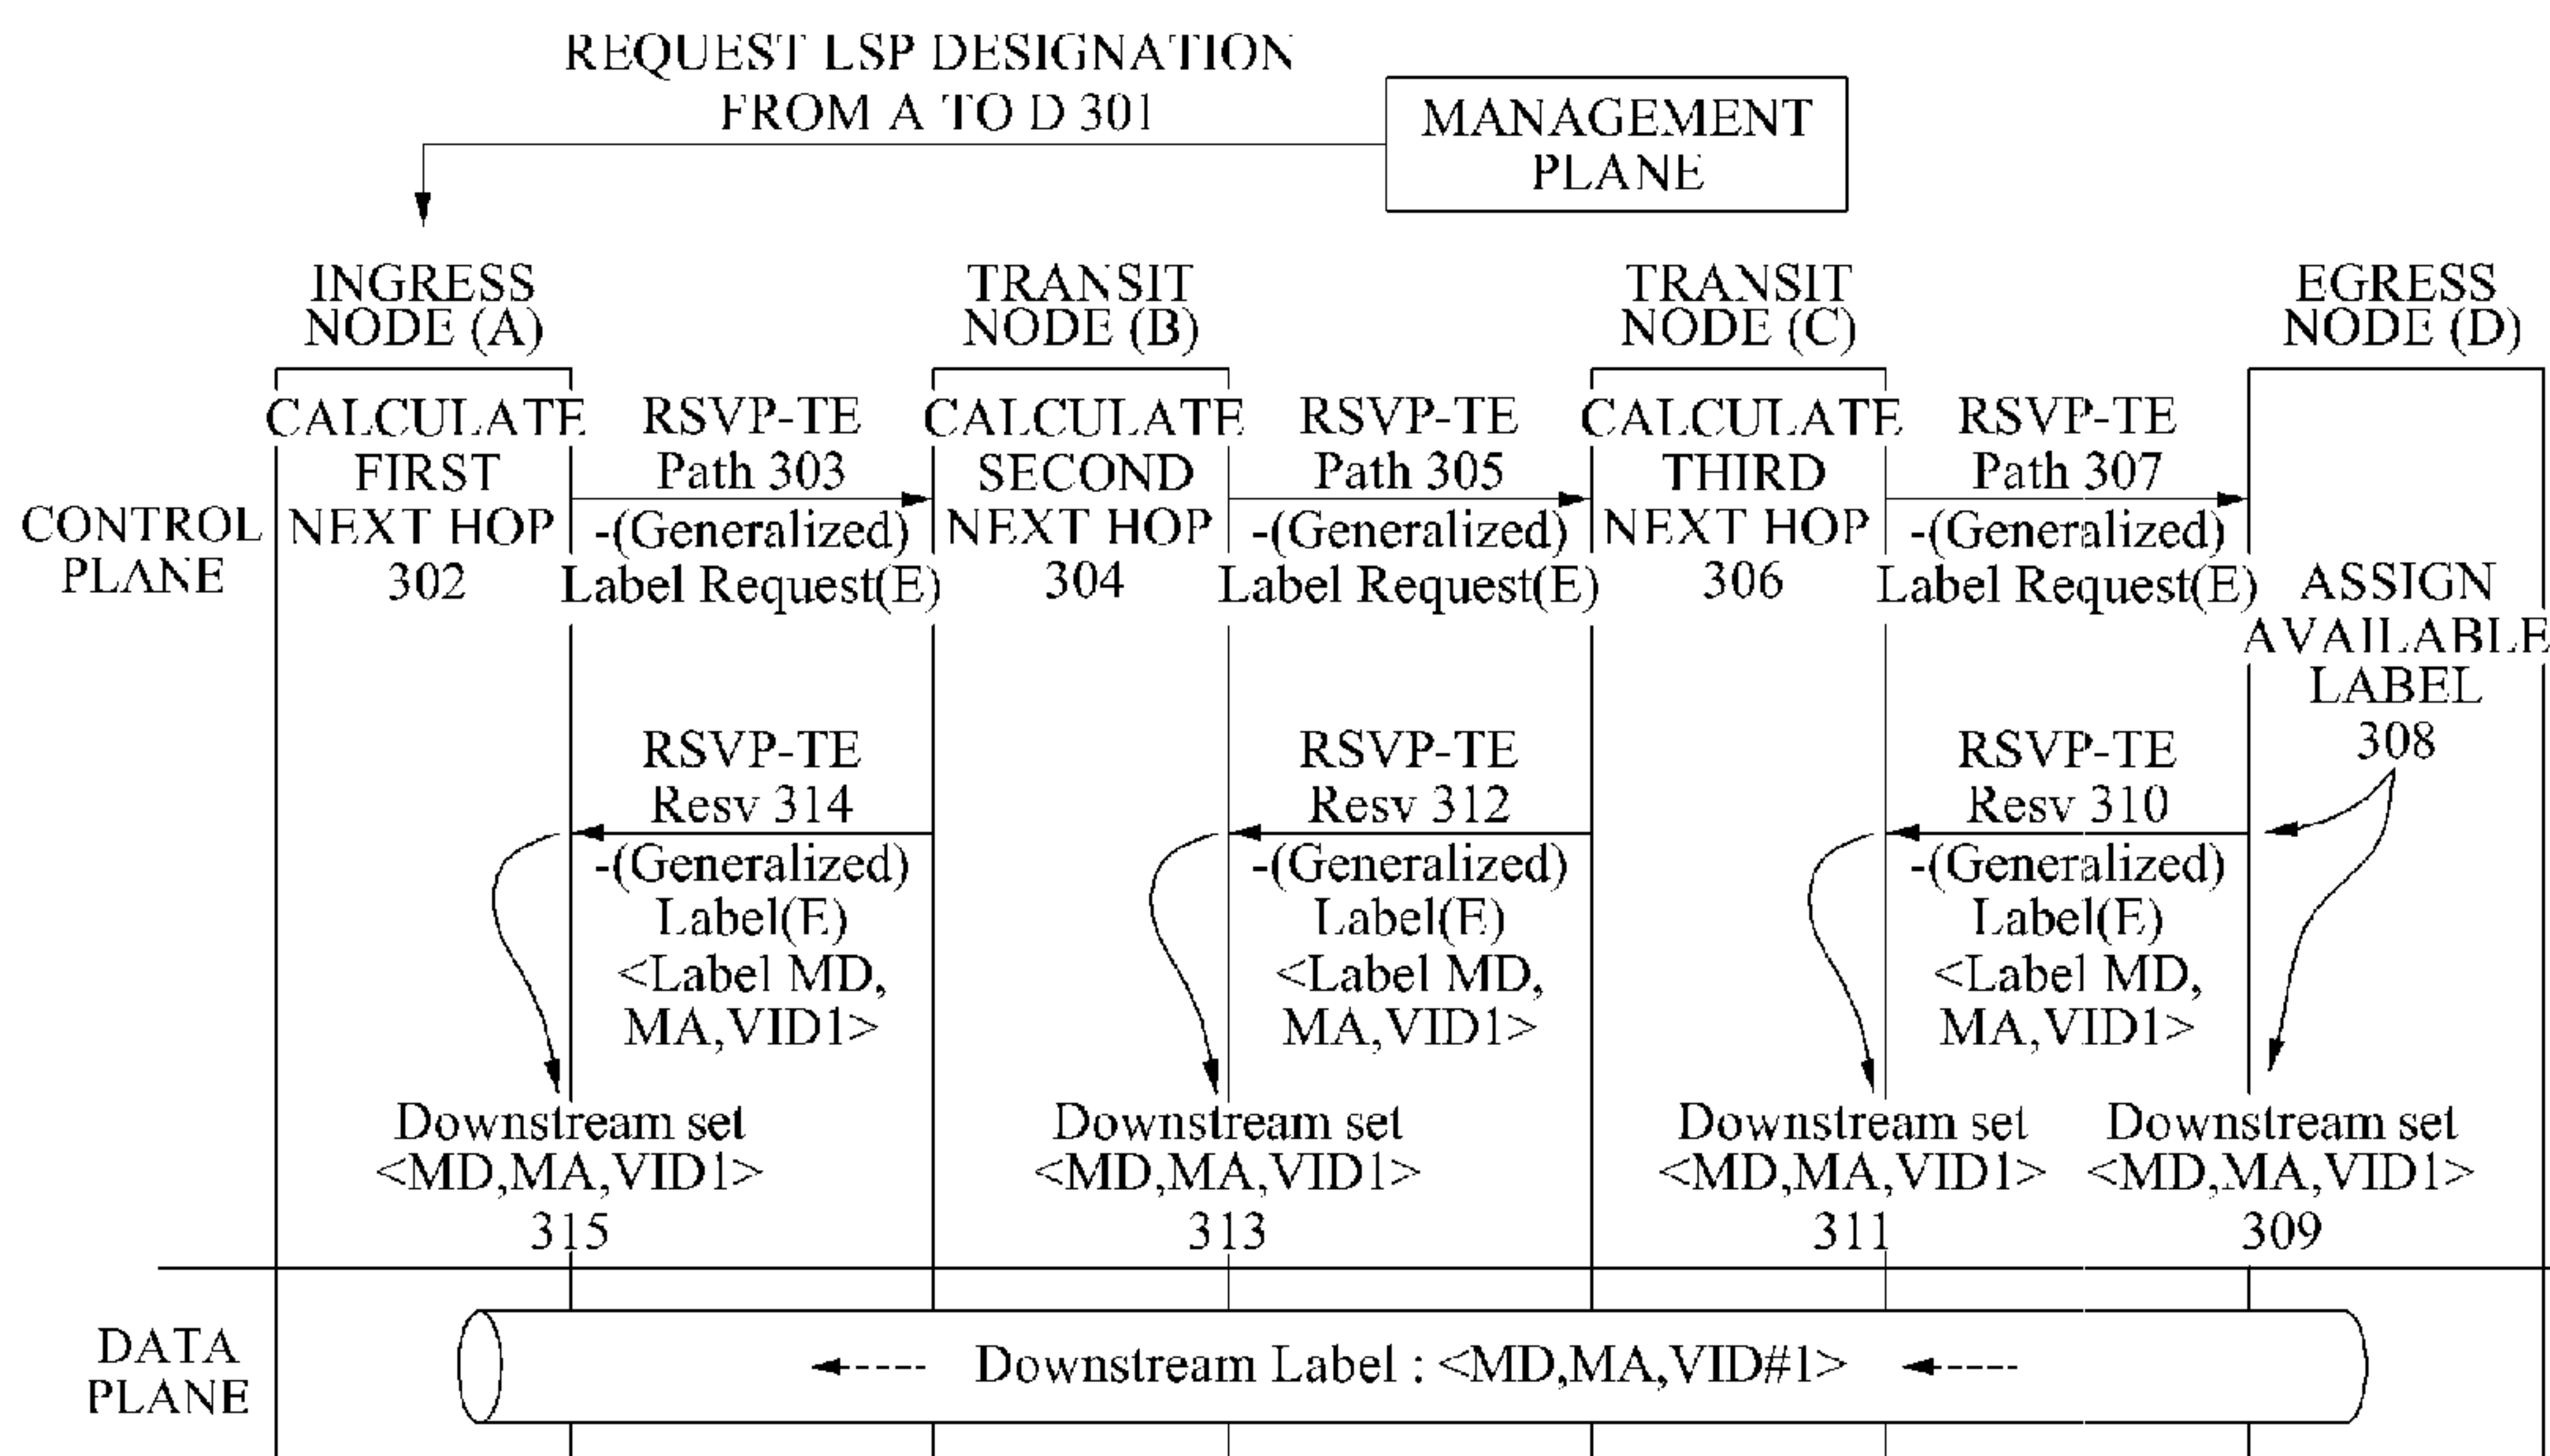 REQUEST LSP DESIGNATION
FROM A TO D 301
MANAGEMENT
PLANE
INGRESS
NODE (A)
TRANSIT
NODE (B)
TRANSIT
NODE (C)
EGRESS
NODE (D)
CONTROL
PLANE
CALCULATE
FIRST
NEXT HOP
302
RSVP-TE
Path 303
-(Generalized)
Label Request(E)
CALCULATE
SECOND
NEXT HOP
304
RSVP-TE
Path 305
-(Generalized)
Label Request(E)
CALCULATE
THIRD
NEXT HOP
306
RSVP-TE
Path 307
-(Generalized)
Label Request(E)
ASSIGN
AVAILABLE
LABEL
308
RSVP-TE
Resv 314
-(Generalized)
Label(E)
<Label MD,
MA,VID1>
RSVP-TE
Resv 312
-(Generalized)
Label(E)
<Label MD,
MA,VID1>
RSVP-TE
Resv 310
-(Generalized)
Label(E)
<Label MD,
MA,VID1>
Downstream set
<MD,MA,VID1>
315
Downstream set
<MD,MA,VID1>
313
Downstream set
<MD,MA,VID1>
311
Downstream set
<MD,MA,VID1>
309
DATA
PLANE
Downstream Label : <MD,MA,VID#1>